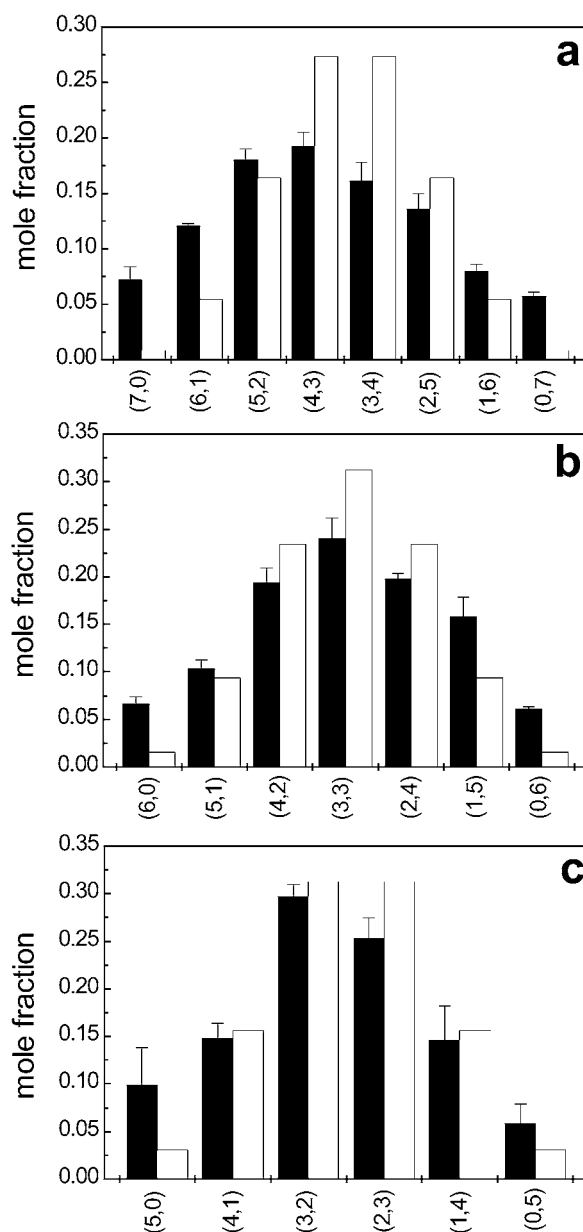 a
mole fraction
0.30
0.25
0.20
0.15
0.10
0.05
0.00
(7,0) (6,1) (5,2) (4,3) (3,4) (2,5) (1,6) (0,7)
b
mole fraction
0.35
0.30
0.25
0.20
0.15
0.10
0.05
0.00
(6,0) (5,1) (4,2) (3,3) (2,4) (1,5) (0,6)
c
mole fraction
0.35
0.30
0.25
0.20
0.15
0.10
0.05
0.00
(5,0) (4,1) (3,2) (2,3) (1,4) (0,5)